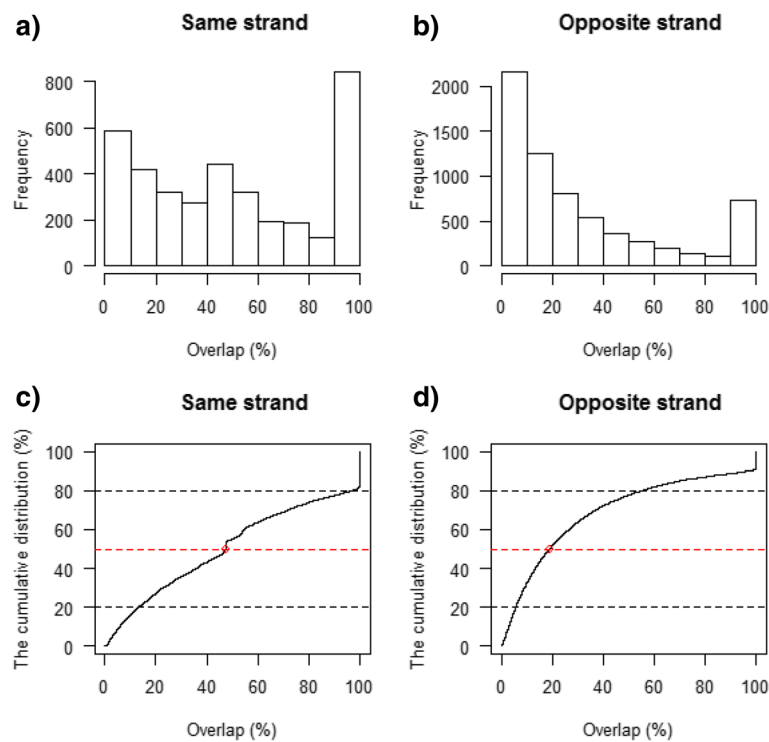 a) Same strand
Frequency
800
600
400
200
0
0 20 40 60 80 100
Overlap (%)
b) Opposite strand
Frequency
2000
1500
1000
500
0
0 20 40 60 80 100
Overlap (%)
c) Same strand
The cumulative distribution (%)
100
80
60
40
20
0
0 20 40 60 80 100
Overlap (%)
d) Opposite strand
The cumulative distribution (%)
100
80
60
40
20
0
0 20 40 60 80 100
Overlap (%)